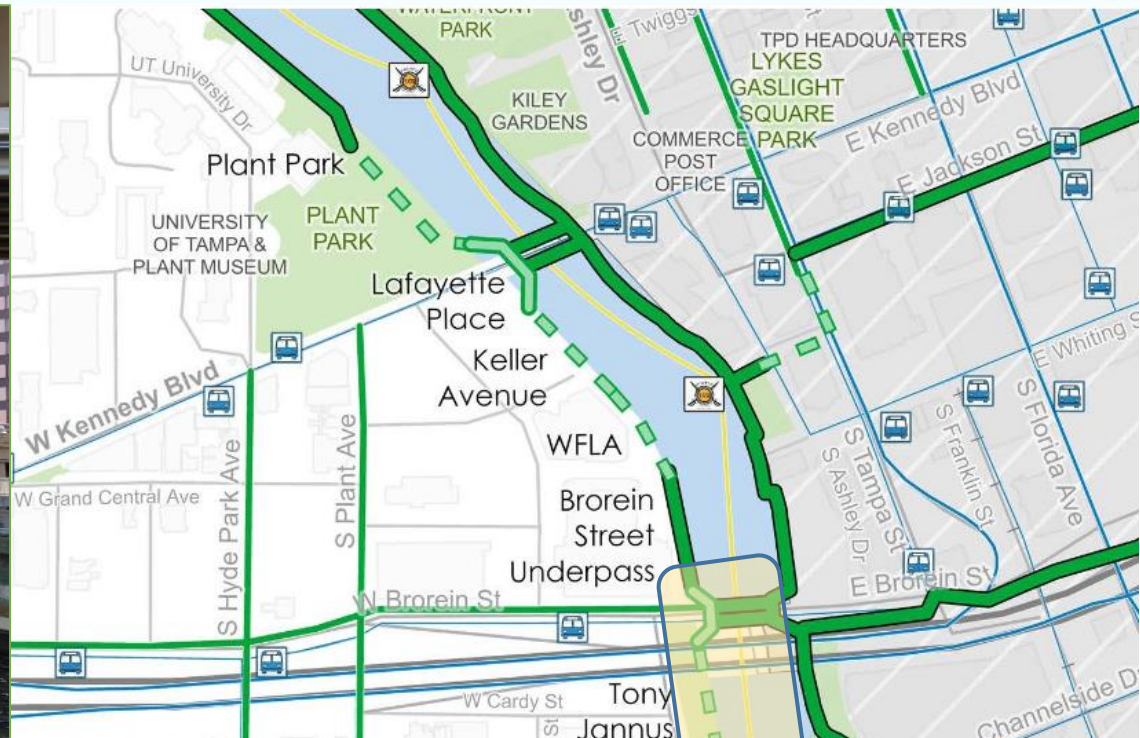 WATERFRONT
PARK
Ashley Dr
E Twiggs
TPD HEADQUARTERS
LYKES
GASLIGHT
SQUARE
PARK
UT University Dr
KILEY
GARDENS
E Kennedy Blvd
COMMERCE
POST
OFFICE
E Jackson St
Plant Park
UNIVERSITY
OF TAMPA &
PLANT MUSEUM
PLANT
PARK
Lafayette
Place
Keller
Avenue
E Whiting S
W Kennedy Blvd
WFLA
S Tampa St
S Franklin St
S Florida Ave
S Ashley Dr
W Grand Central Ave
S Hyde Park Ave
S Plant Ave
Brorein
Street
Underpass
E Brorein St
W Brorein St
W Cardy St
St
Tony
Jannus
Channelside D